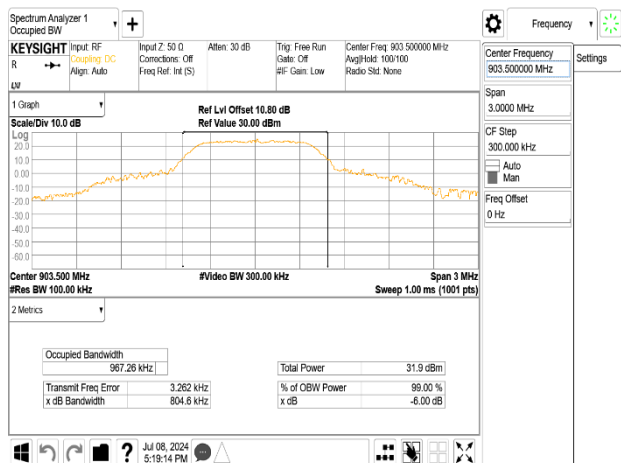 Spectrum Analyzer 1
Occupied BW
+
Frequency
KEYSIGHT
R
Input: RF
Coupling: DC
Align: Auto
Input Z: 50 Ω
Corrections: Off
Freq Ref: Int (S)
Atten: 30 dB
Trig: Free Run
Gate: Off
#IF Gain: Low
Center Freq: 903.500000 MHz
Avg|Hold: 100/100
Radio Std: None
Center Frequency
903.500000 MHz
Settings
Span
3.0000 MHz
CF Step
300.000 kHz
Auto
Man
Freq Offset
0 Hz
1 Graph
Scale/Div 10.0 dB
Ref Lvl Offset 10.80 dB
Ref Value 30.00 dBm
Log
20.0
10.0
0.00
-10.0
-20.0
-30.0
-40.0
-50.0
-60.0
Center 903.500 MHz
#Res BW 100.00 kHz
#Video BW 300.00 kHz
Span 3 MHz
Sweep 1.00 ms (1001 pts)
2 Metrics
Occupied Bandwidth
967.26 kHz
Total Power 31.9 dBm
Transmit Freq Error 3.262 kHz
% of OBW Power 99.00 %
x dB Bandwidth 804.6 kHz
x dB -6.00 dB
?
Jul 08, 2024
5:19:14 PM